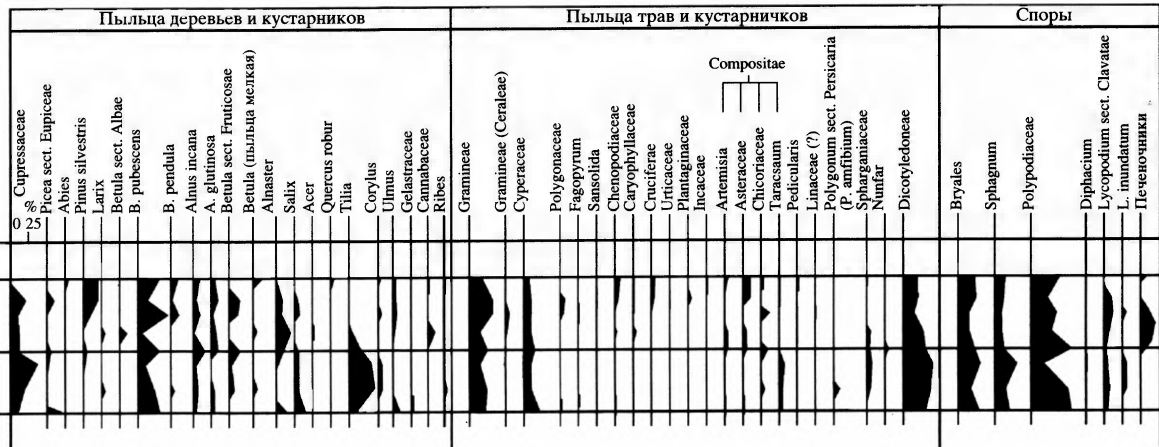 Пыльца деревьев и кустарников
Пыльца трав и кустарничков
Споры
Cupressaceae
0 25
%
Picea sect. Eupiceae
Abies
Pinus silvestris
Larix
Betula sect. Albae
B. pubescens
B. pendula
Alnus incana
A. glutinosa
Betula sect. Fruticosae
Betula (пыльца мелкая)
Alnaster
Salix
Acer
Quercus robur
Tilia
Corylus
Ulmus
Gelastraceae
Cannabaceae
Ribes
Gramineae
Gramineae (Ceraleae)
Cyperaceae
Polygonaceae
Fagopyrum
Sansolida
Chenopodiaceae
Caryophyllaceae
Cruciferae
Urticaceae
Plantaginaceae
Incaceae
Compositae
Artemisia
Asteraceae
Chicoriaceae
Taracsaum
Pedicularis
Linaceae (?)
Polygonum sect. Persicaria
(P. amfibium)
Spharganiaceae
Nunfar
Dicotyledoneae
Bryales
Sphagnum
Polypodiaceae
Diphacium
Lycopodium sect. Clavatae
L. inundatum
Печеночники